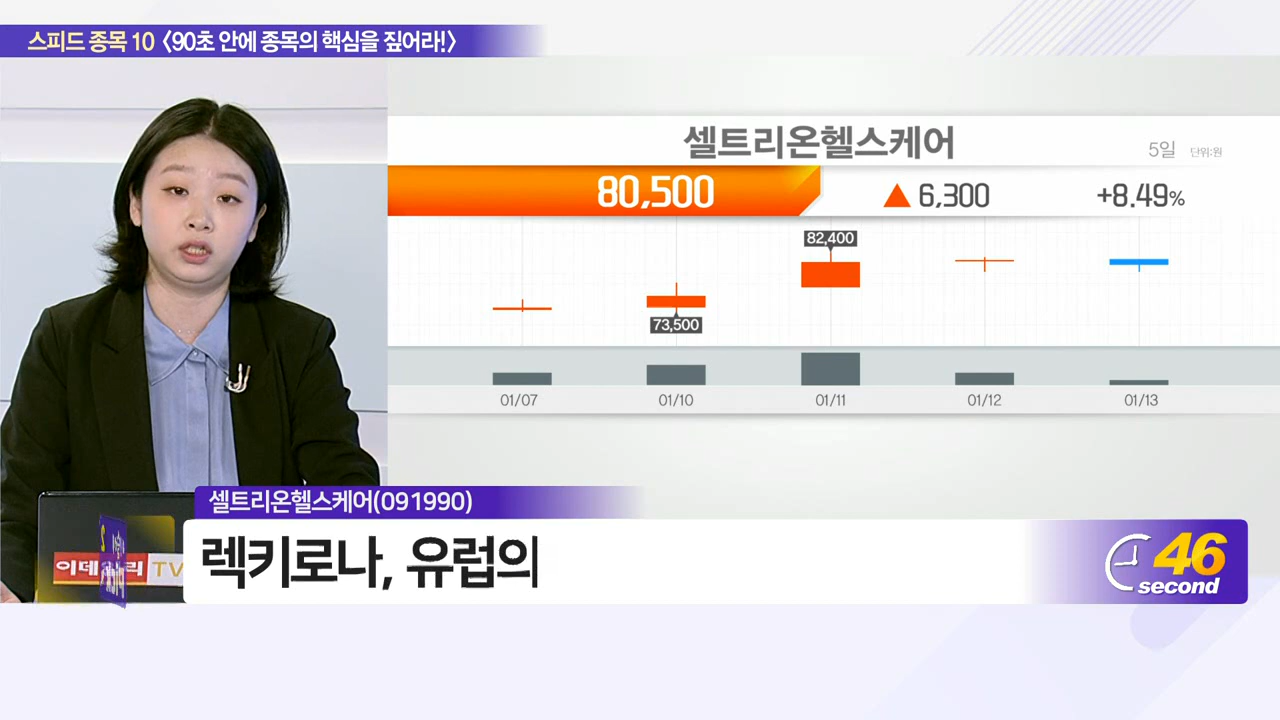 스피드 종목 10 <90초 안에 종목의 핵심을 짚어라!>
셀트리온헬스케어
5일 단위:원
80,500 ▲ 6,300 +8.49%
82,400
73,500
01/07 01/10 01/11 01/12 01/13
셀트리온헬스케어(091990)
렉키로나, 유럽의
46
second
이데 리 TV